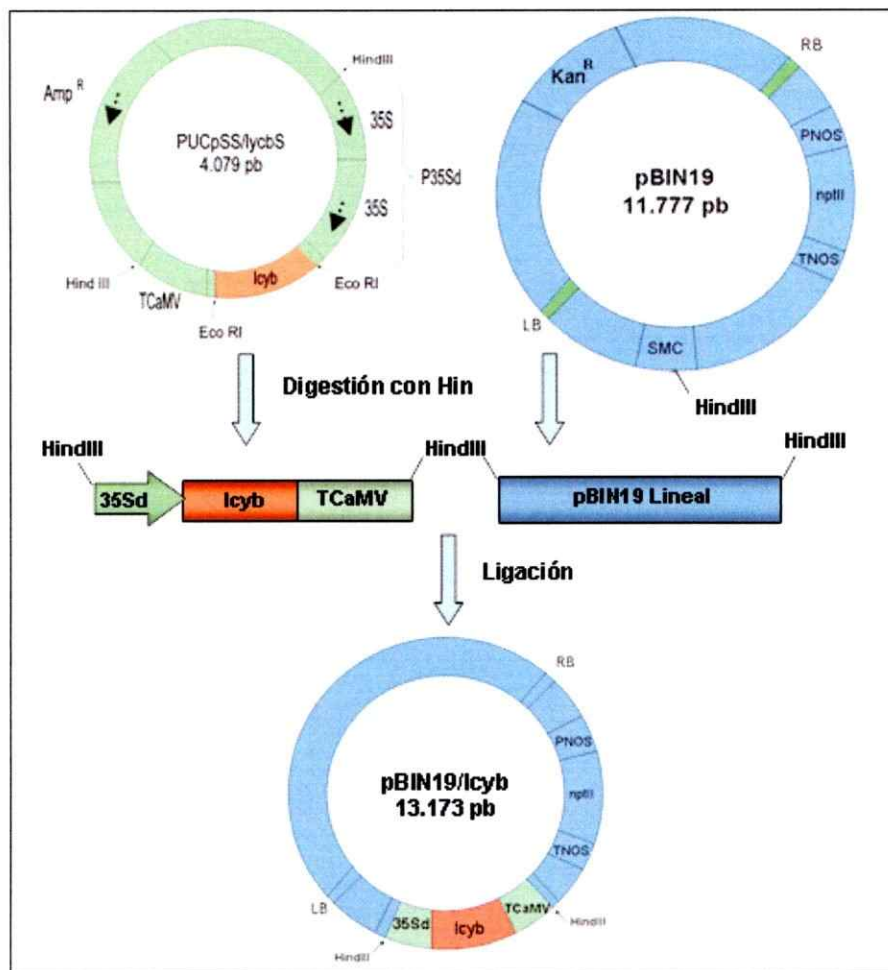 HindIII
Amp R
35S
PUCpSS/lycbS
4.079 pb
P35Sd
35S
Hind III
TCaMV
lcyb
Eco RI
Eco RI
RB
Kan R
PNOS
pBIN19
11.777 pb
nptII
TNOS
LB
SMC
HindIII
Digestión con Hin
HindIII
HindIII
HindIII
35Sd
lcyb
TCaMV
pBIN19 Lineal
Ligación
RB
PNOS
pBIN19/lcyb
13.173 pb
nptII
TNOS
LB
35Sd
lcyb
TCaMV
HindIII
HindIII